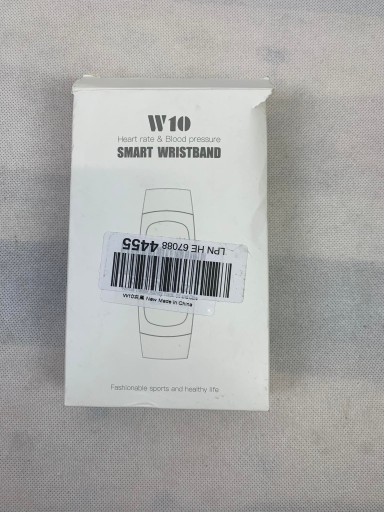 W10
Heart rate & Blood pressure
SMART WRISTBAND
LPN HE 67088 4455
New Made in China
Fashionable sports and healthy life